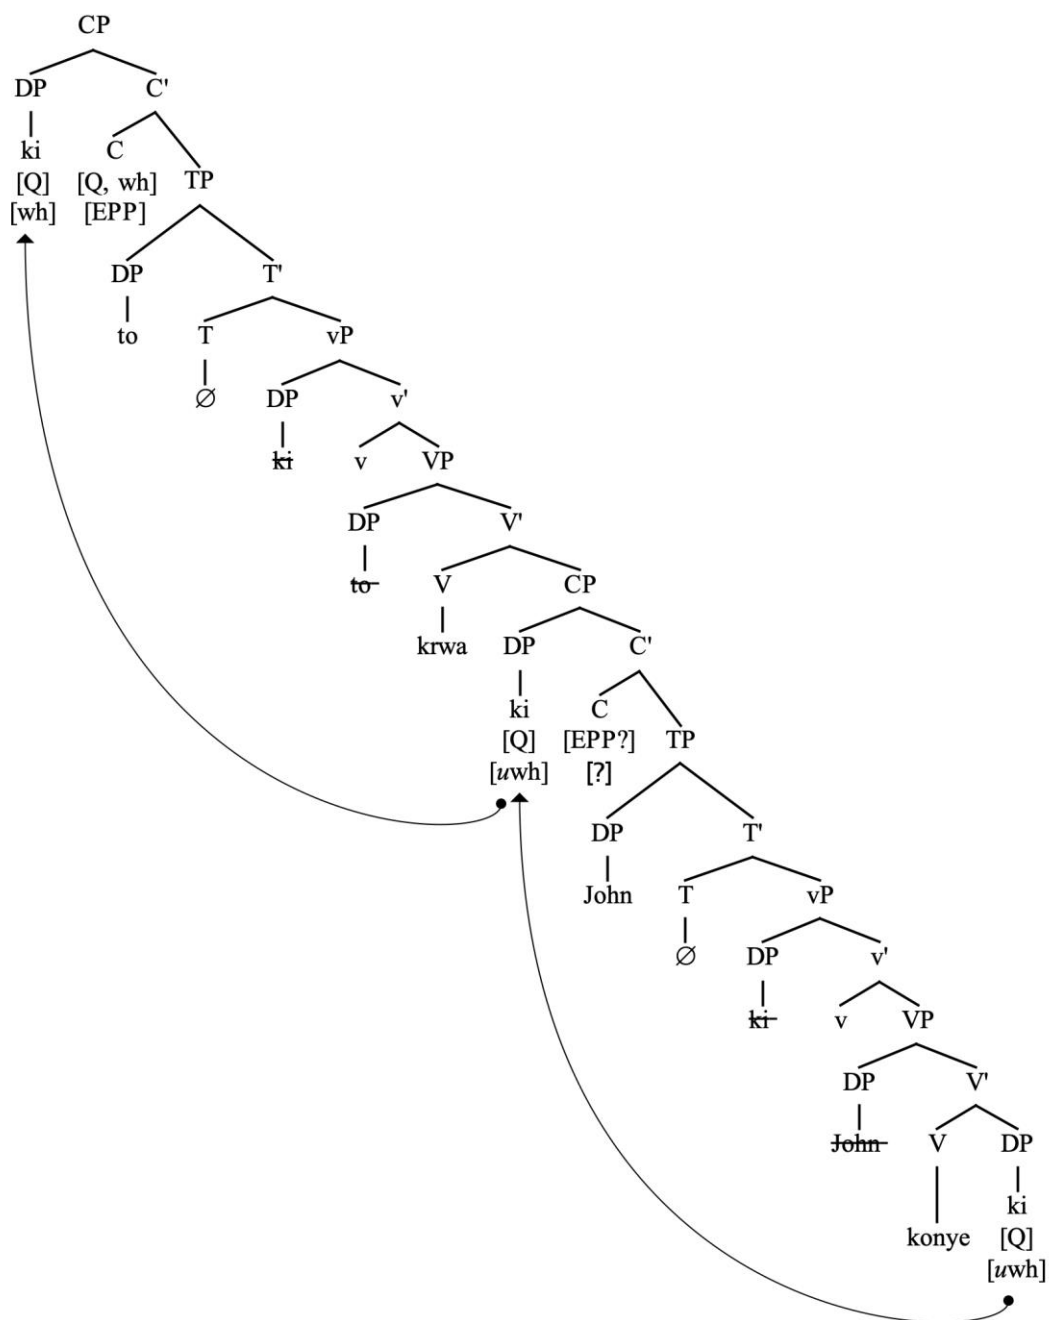 CP
DP C'
ki C
[Q] [Q, wh] TP
[wh] [EPP]
DP T'
to T vP
∅ DP v'
ki v VP
DP V'
to V CP
krwa DP C'
ki C
[Q] [EPP?] TP
[uwh] [?]
DP T'
John T vP
∅ DP v'
ki v VP
DP V'
John V DP
ki
konye [Q]
[uwh]